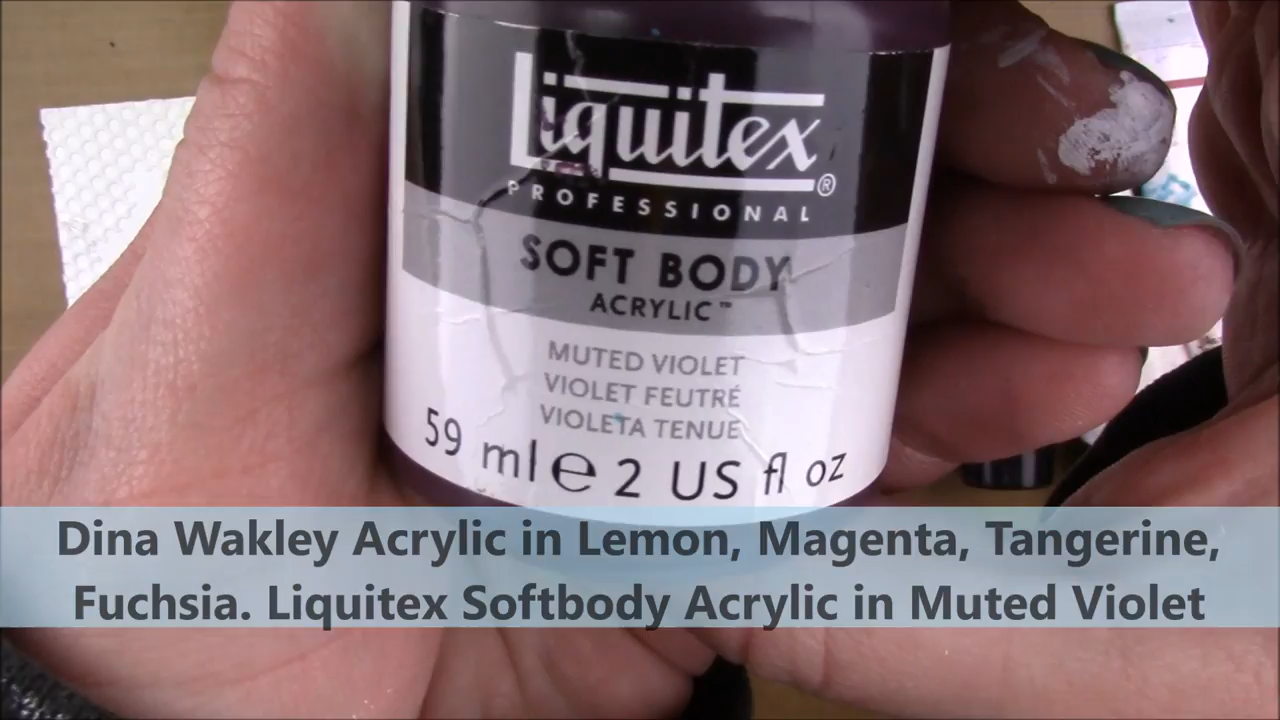 Liquitex®
PROFESSIONAL
SOFT BODY
ACRYLIC™
MUTED VIOLET
VIOLET FEUTRÉ
VIOLETA TENUE
59 ml ℮ 2 US fl oz
Dina Wakley Acrylic in Lemon, Magenta, Tangerine,
Fuchsia. Liquitex Softbody Acrylic in Muted Violet